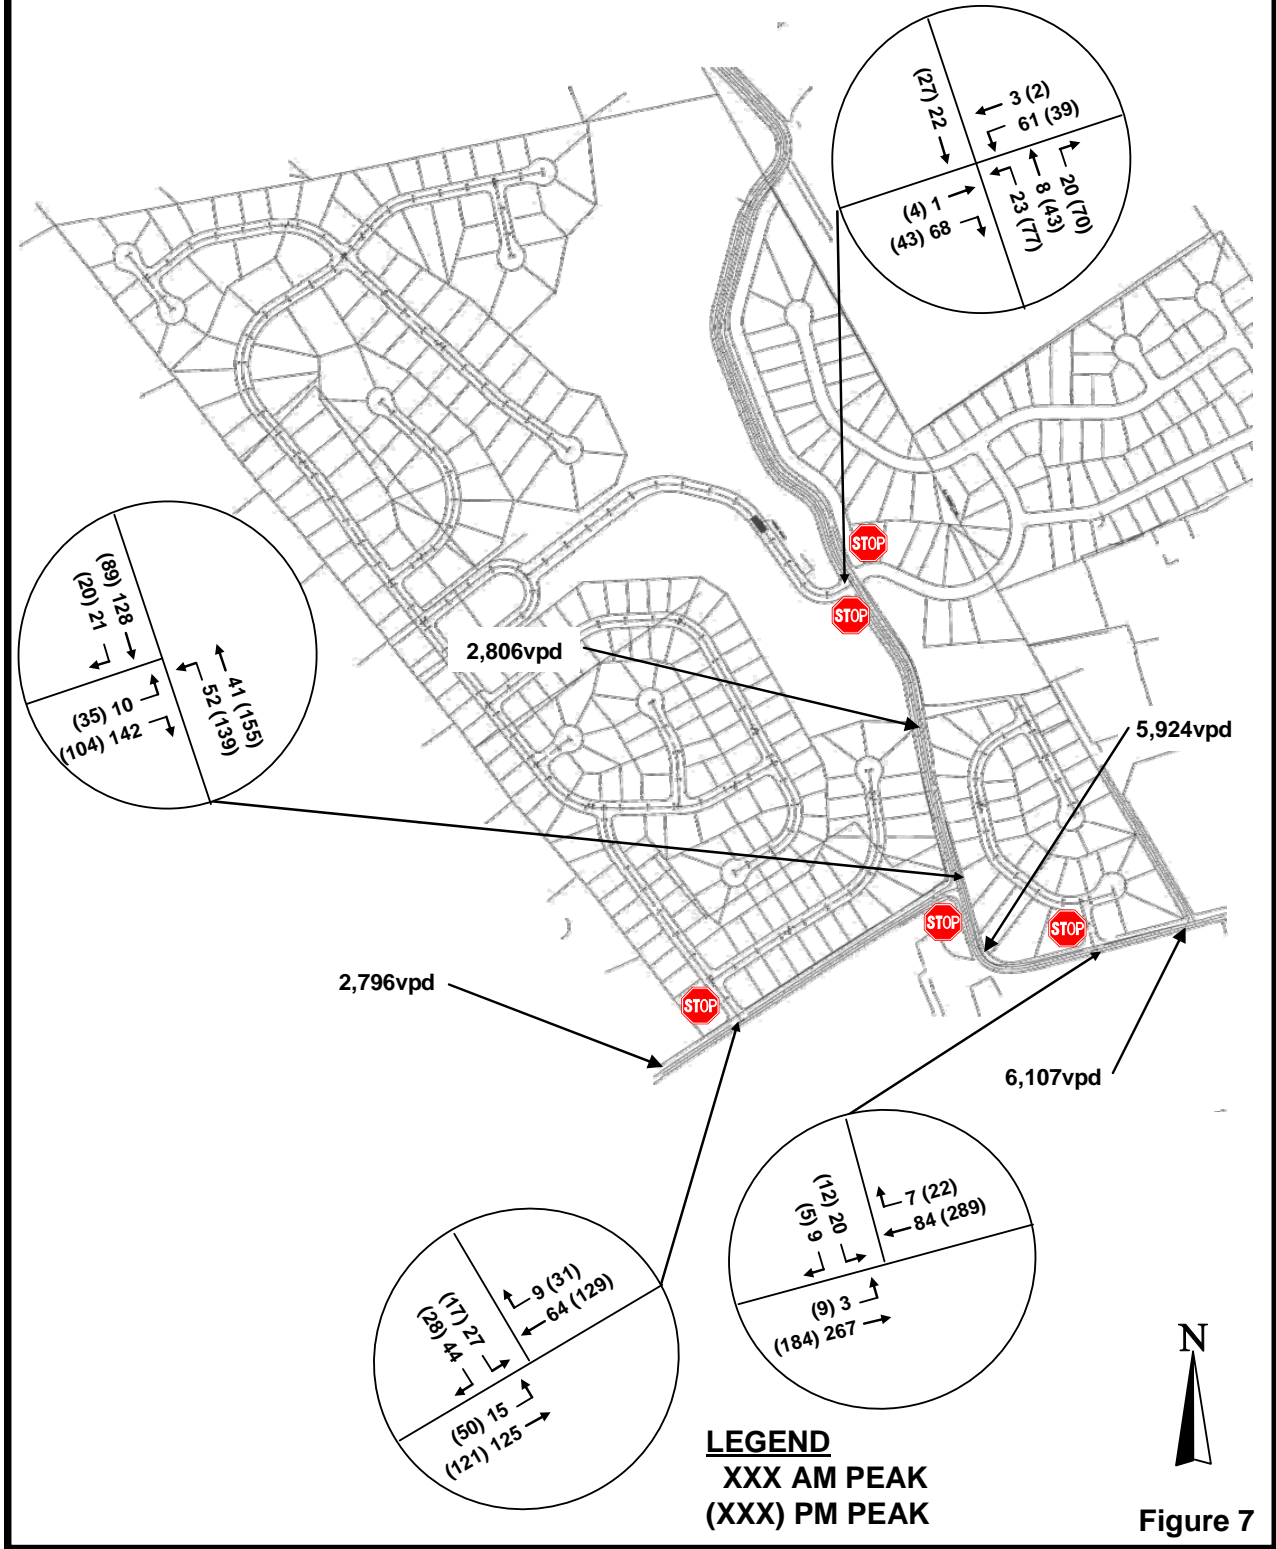 (27) 22
3 (2)
61 (39)
20 (70)
8 (43)
23 (77)
(4) 1
(43) 68
STOP
STOP
(89) 128
(20) 21
41 (155)
52 (139)
(35) 10
(104) 142
2,806vpd
5,924vpd
STOP
STOP
2,796vpd
STOP
6,107vpd
(12) 20
(5) 9
7 (22)
84 (289)
(9) 3
(184) 267
(17) 27
(28) 44
9 (31)
64 (129)
(50) 15
(121) 125
N
LEGEND
XXX AM PEAK
(XXX) PM PEAK
Figure 7